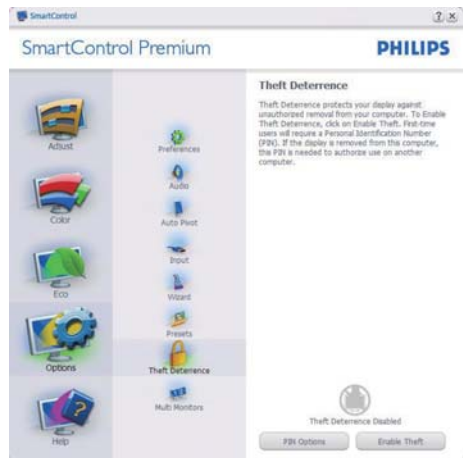 SmartControl
SmartControl Premium
PHILIPS
Adjust
Color
Eco
Options
Help
Preferences
Audio
Auto Pivot
Input
Wizard
Presets
Theft Deterrence
Multi Monitors
Theft Deterrence
Theft Deterrence protects your display against
unauthorized removal from your computer. To Enable
Theft Deterrence, click on Enable Theft. First-time
users will require a Personal Identification Number
(PIN). If the display is removed from this computer,
this PIN is needed to authorize use on another
computer.
Theft Deterrence Disabled
PIN Options
Enable Theft